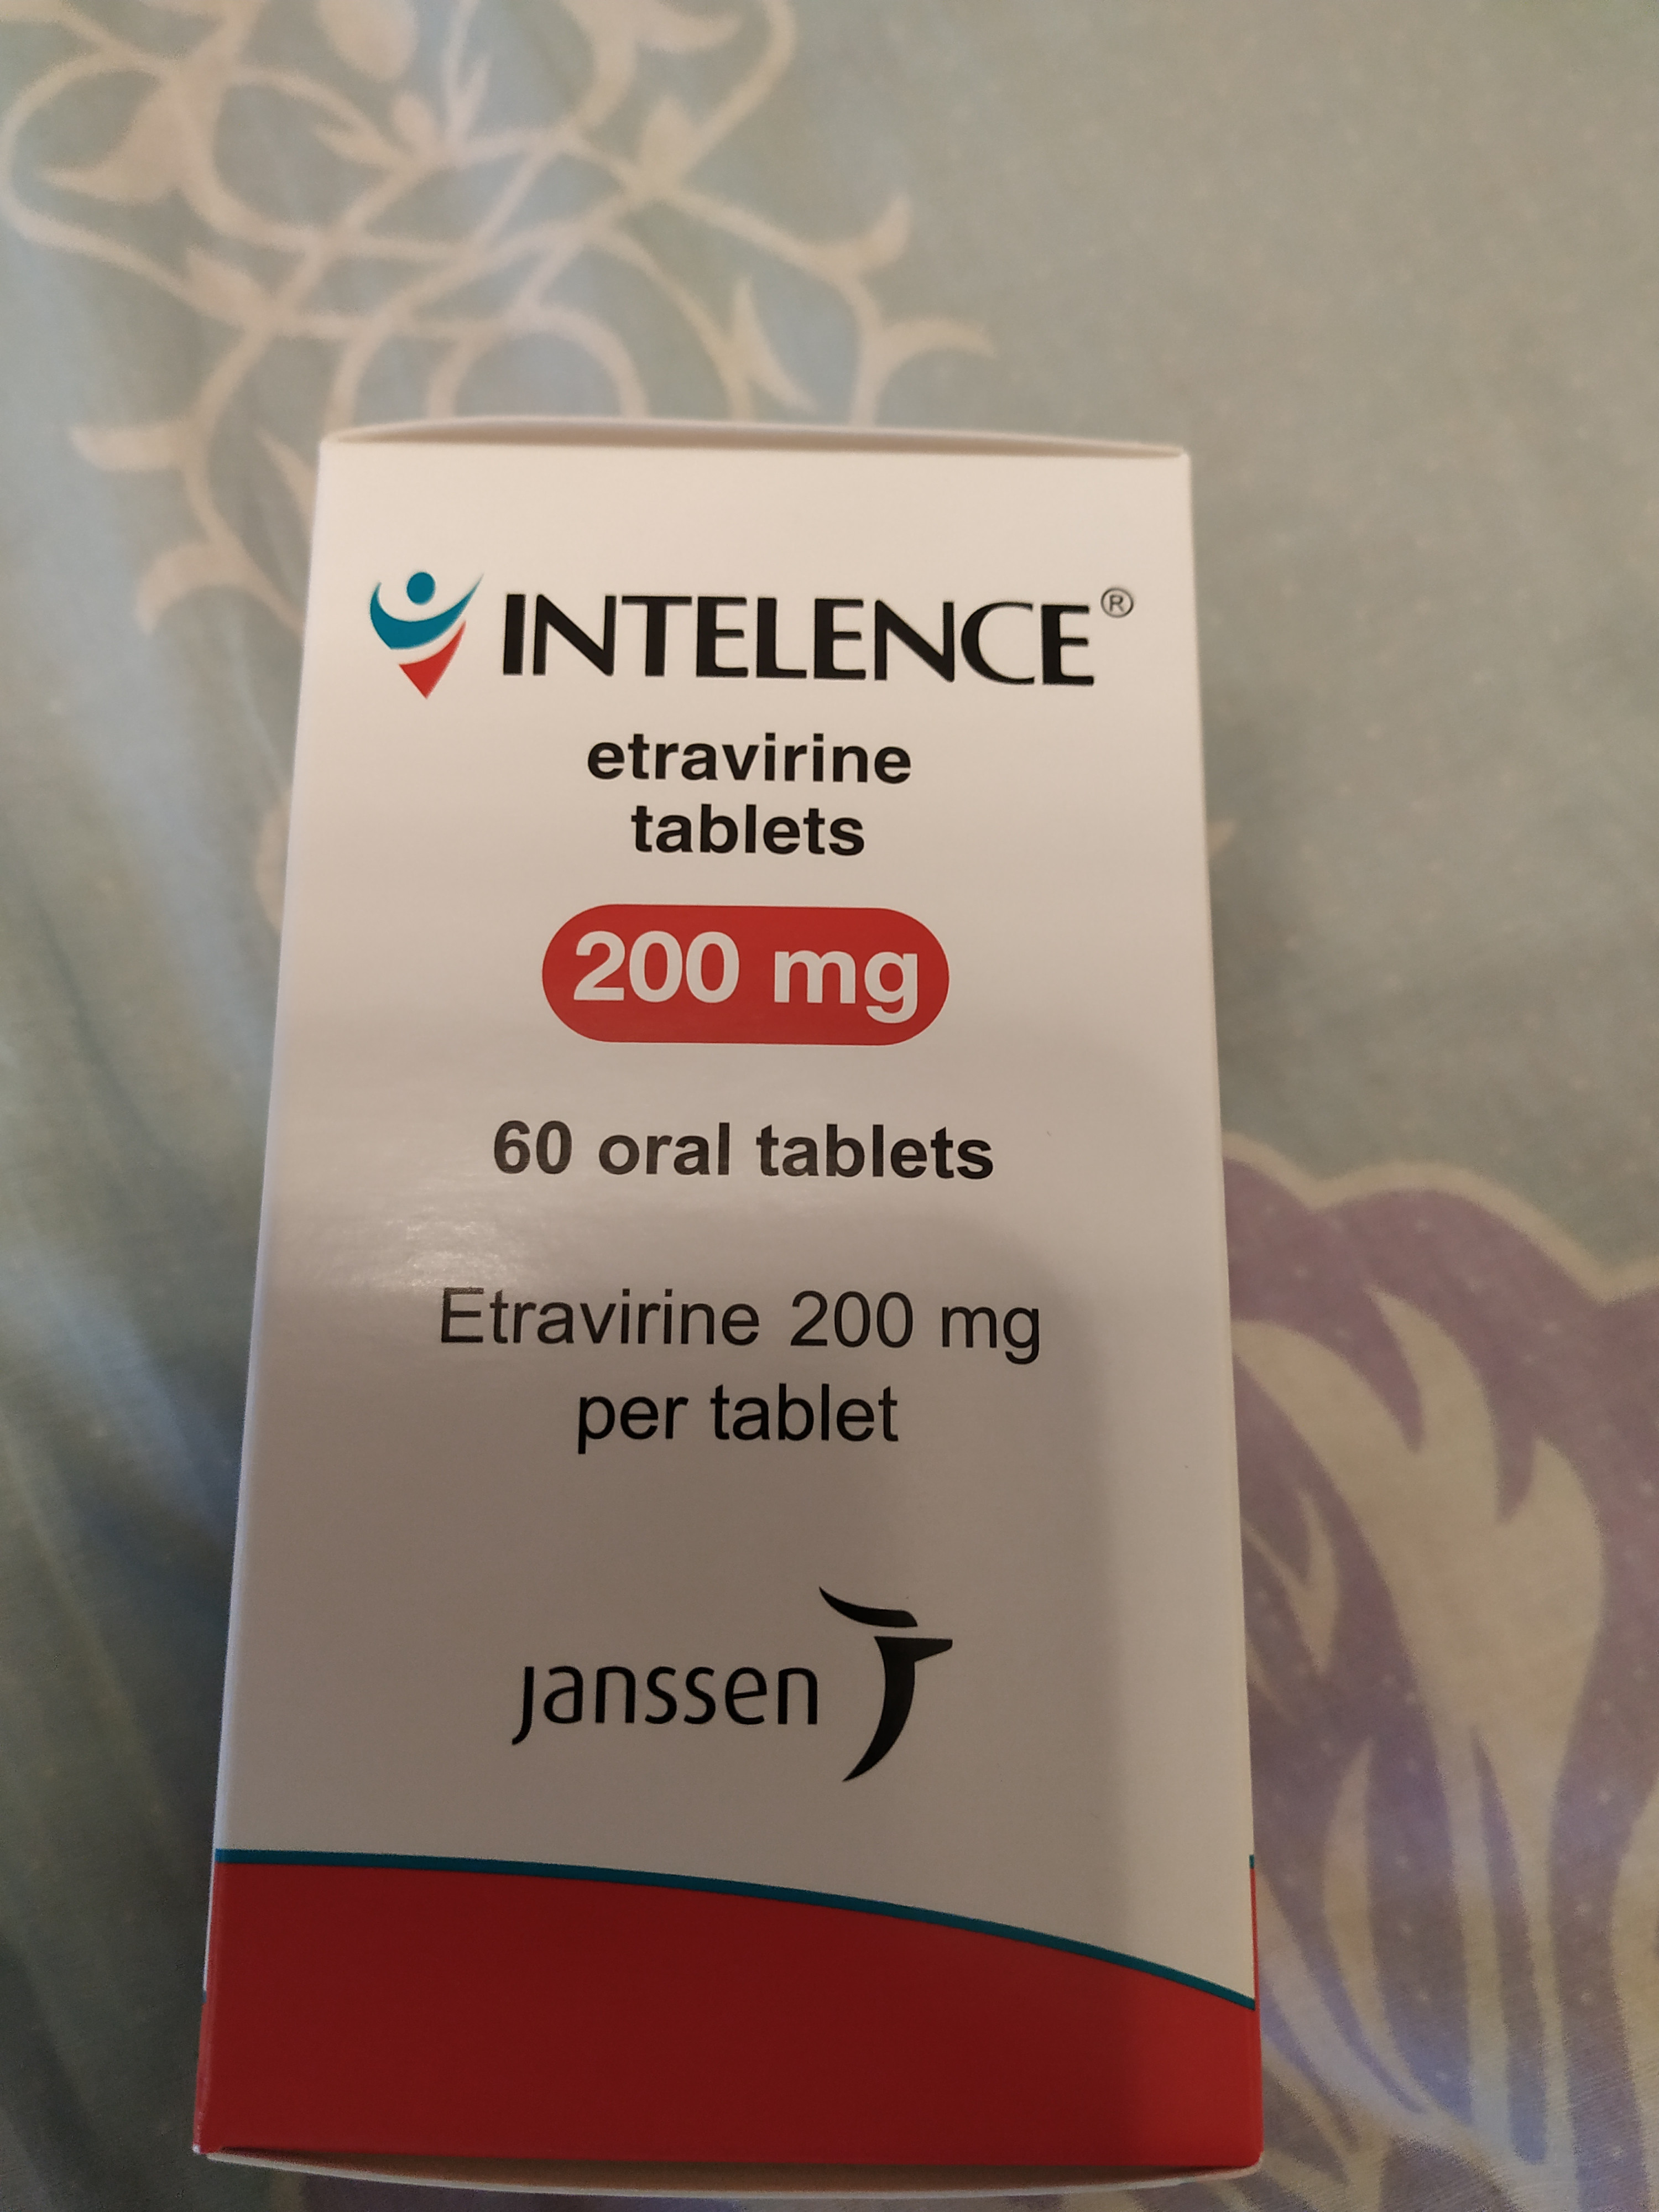 INTELENCE®
etravirine
tablets
200 mg
60 oral tablets
Etravirine 200 mg
per tablet
janssen